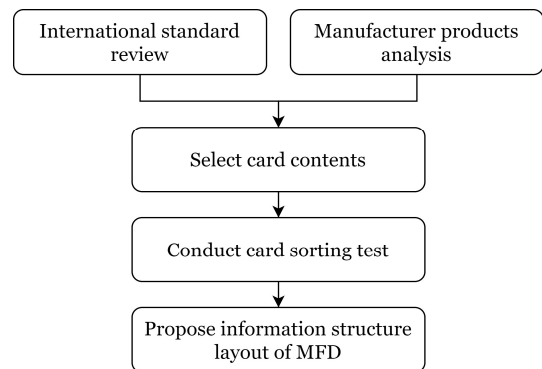 International standard
review
Manufacturer products
analysis
Select card contents
Conduct card sorting test
Propose information structure
layout of MFD